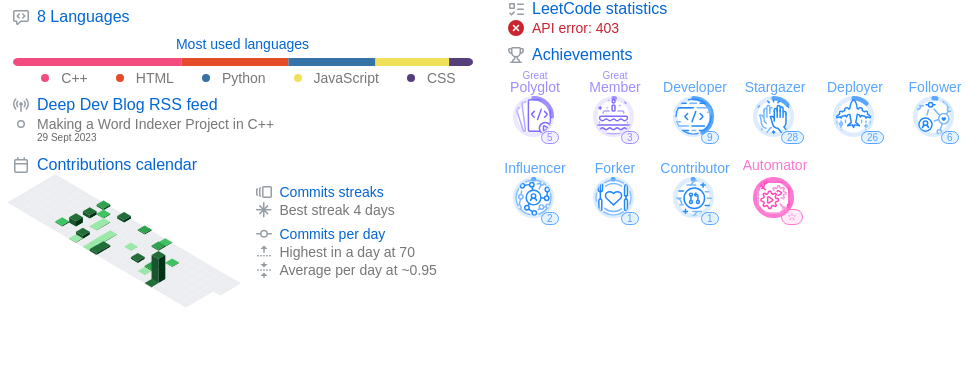 8 Languages
Most used languages
C++ HTML Python JavaScript CSS
Deep Dev Blog RSS feed
Making a Word Indexer Project in C++
29 Sept 2023
Contributions calendar
Commits streaks
Best streak 4 days
Commits per day
Highest in a day at 70
Average per day at ~0.95
LeetCode statistics
API error: 403
Achievements
Great Great
Polyglot Member Developer Stargazer Deployer Follower
5 3 9 28 26 6
Influencer Forker Contributor Automator
2 1 1